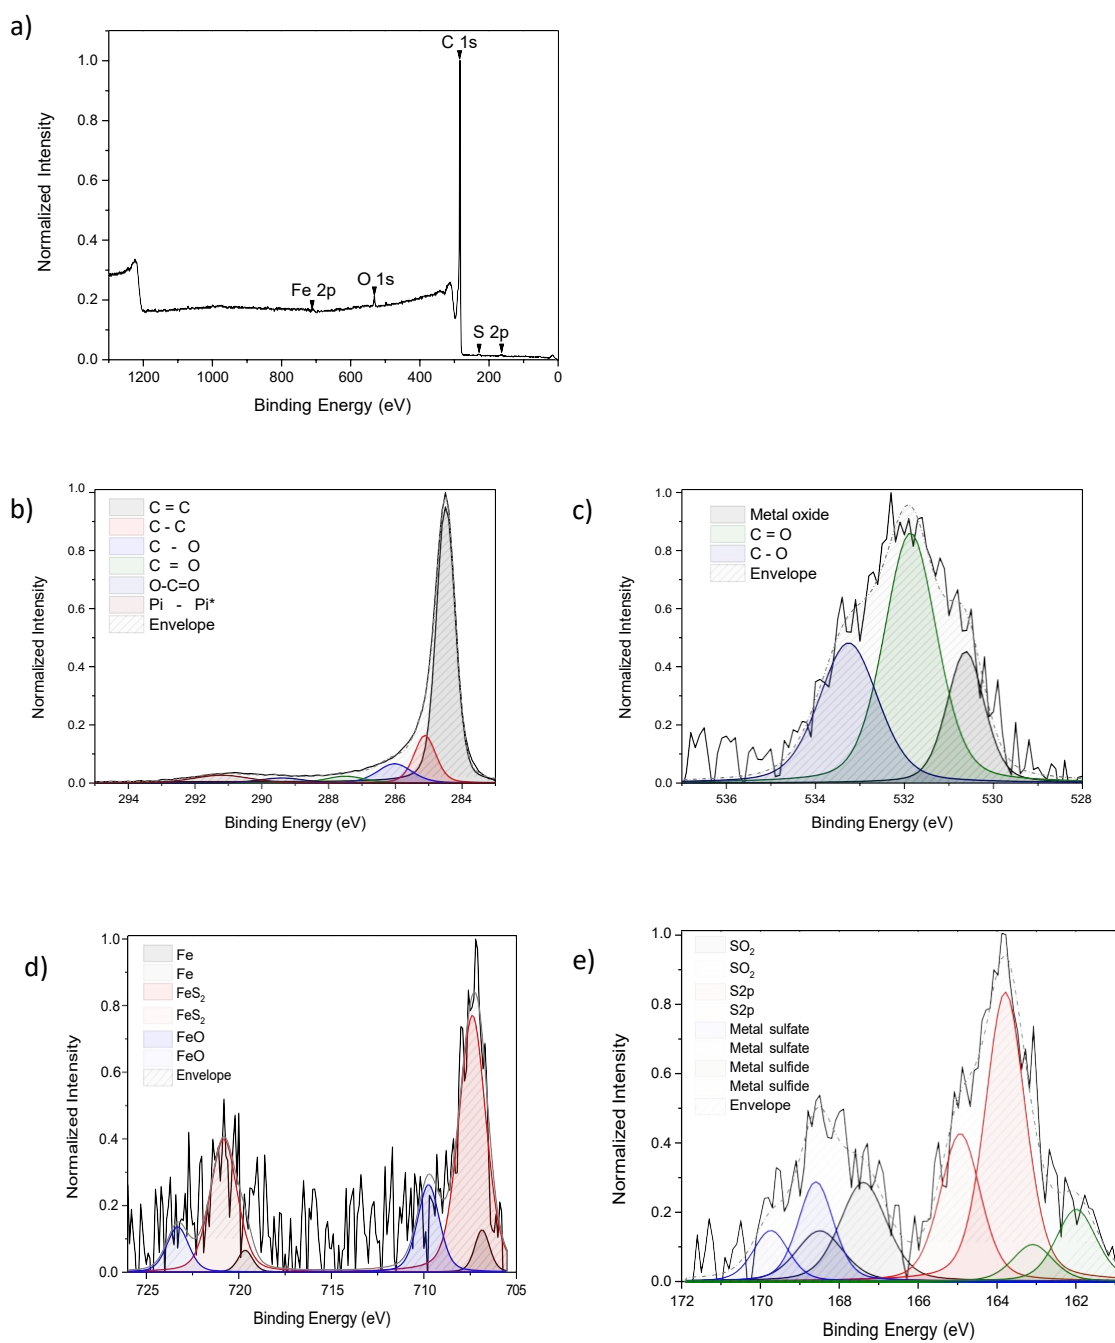 a)
C 1s
O 1s
Fe 2p
S 2p
1.0
0.8
0.6
0.4
0.2
0.0
1200 1000 800 600 400 200 0
Normalized Intensity
Binding Energy (eV)
b)
C = C
C - C
C - O
C = O
O-C=O
Pi - Pi*
Envelope
1.0
0.8
0.6
0.4
0.2
0.0
294 292 290 288 286 284
Normalized Intensity
Binding Energy (eV)
c)
Metal oxide
C = O
C - O
Envelope
1.0
0.8
0.6
0.4
0.2
0.0
536 534 532 530 528
Normalized Intensity
Binding Energy (eV)
d)
Fe
Fe
FeS2
FeS2
FeO
FeO
Envelope
1.0
0.8
0.6
0.4
0.2
0.0
725 720 715 710 705
Normalized Intensity
Binding Energy (eV)
e)
SO2
SO2
S2p
S2p
Metal sulfate
Metal sulfate
Metal sulfide
Metal sulfide
Envelope
1.0
0.8
0.6
0.4
0.2
0.0
172 170 168 166 164 162
Normalized Intensity
Binding Energy (eV)